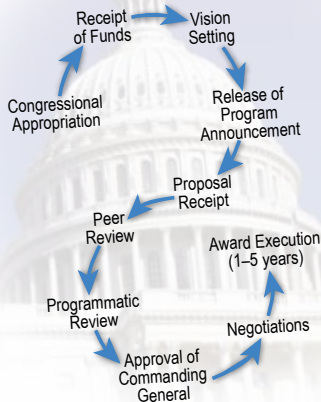 Congressional
Appropriation
Receipt
of Funds
Vision
Setting
Release of
Program
Announcement
Proposal
Receipt
Peer
Review
Programmatic
Review
Approval of
Commanding
General
Negotiations
Award Execution
(1–5 years)